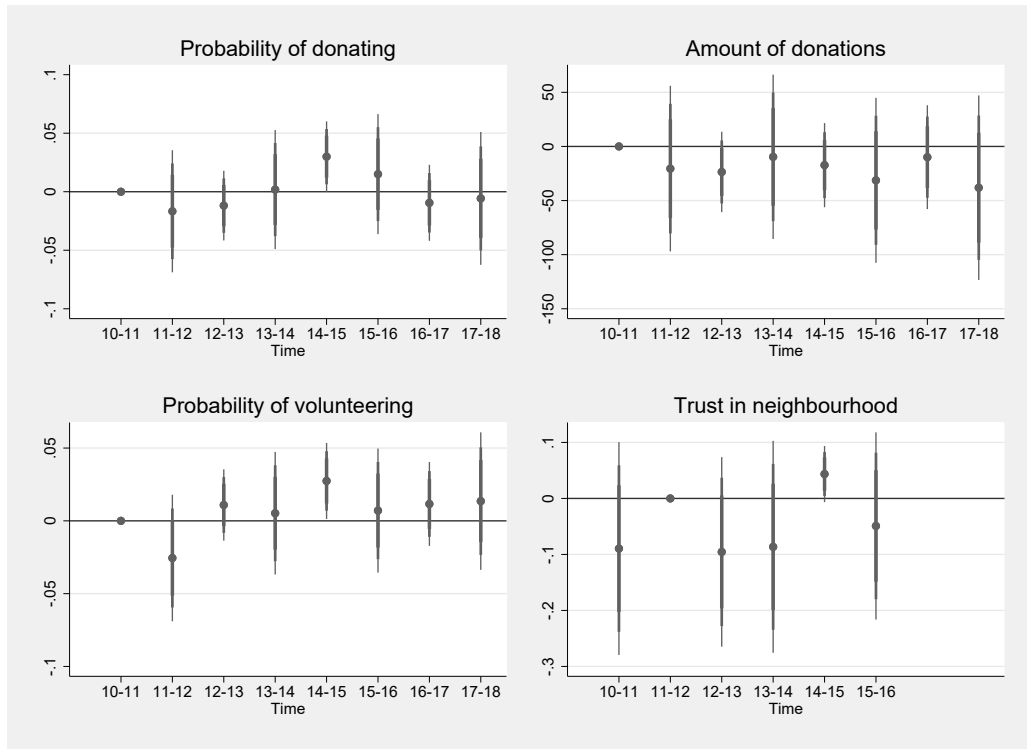 Probability of donating
.1
.05
0
-.05
-.1
10-11 11-12 12-13 13-14 14-15 15-16 16-17 17-18
Time
Amount of donations
50
0
-50
-100
-150
10-11 11-12 12-13 13-14 14-15 15-16 16-17 17-18
Time
Probability of volunteering
.05
0
-.05
-.1
10-11 11-12 12-13 13-14 14-15 15-16 16-17 17-18
Time
Trust in neighbourhood
.1
0
-.1
-.2
-.3
10-11 11-12 12-13 13-14 14-15 15-16
Time